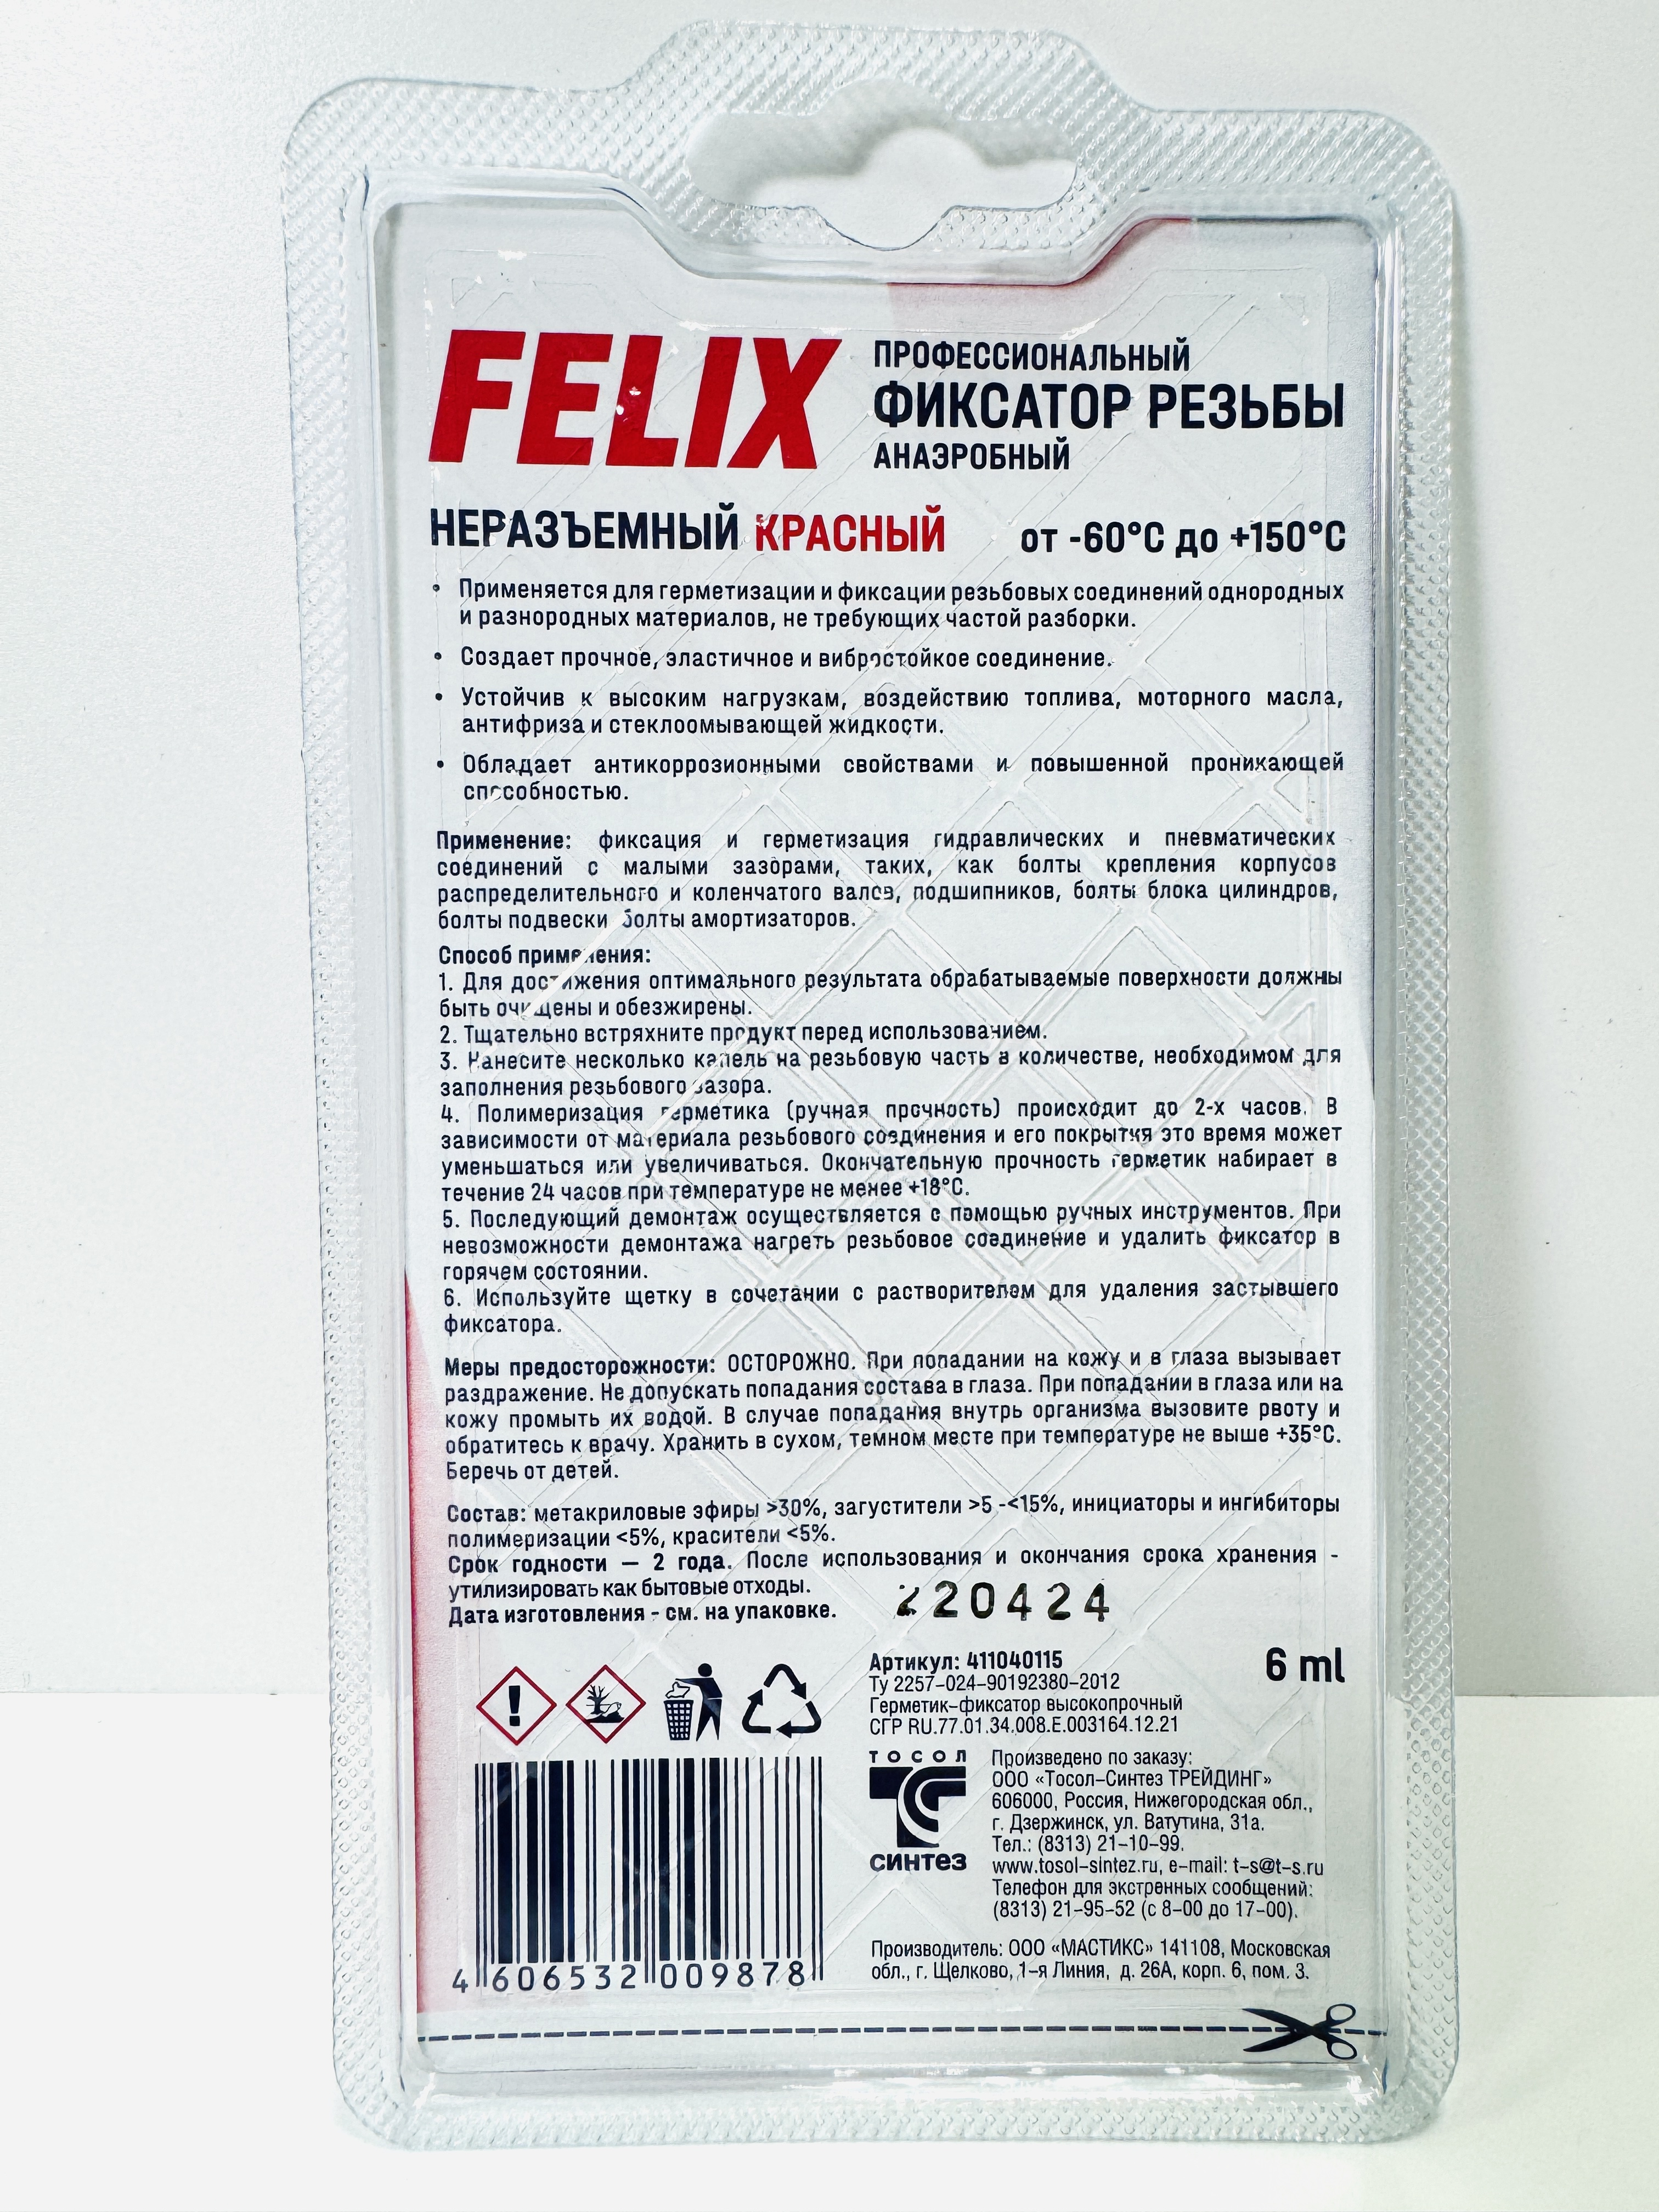 FELIX
ПРОФЕССИОНАЛЬНЫЙ
ФИКСАТОР РЕЗЬБЫ
АНАЭРОБНЫЙ
НЕРАЗЪЕМНЫЙ КРАСНЫЙ от -60°C до +150°C
• Применяется для герметизации и фиксации резьбовых соединений однородных
и разнородных материалов, не требующих частой разборки.
• Создает прочное, эластичное и вибростойкое соединение.
• Устойчив к высоким нагрузкам, воздействию топлива, моторного масла,
антифриза и стеклоомывающей жидкости.
• Обладает антикоррозионными свойствами и повышенной проникающей
способностью.
Применение: фиксация и герметизация гидравлических и пневматических
соединений с малыми зазорами, таких, как болты крепления корпусов
распределительного и коленчатого валов, подшипников, болты блока цилиндров,
болты подвески болты амортизаторов.
Способ применения:
1. Для достижения оптимального результата обрабатываемые поверхности должны
быть очищены и обезжирены.
2. Тщательно встряхните продукт перед использованием.
3. Нанесите несколько капель на резьбовую часть в количестве, необходимом для
заполнения резьбового зазора.
4. Полимеризация герметика (ручная прочность) происходит до 2-х часов. В
зависимости от материала резьбового соединения и его покрытия это время может
уменьшаться или увеличиваться. Окончательную прочность герметик набирает в
течение 24 часов при температуре не менее +18°C.
5. Последующий демонтаж осуществляется с помощью ручных инструментов. При
невозможности демонтажа нагреть резьбовое соединение и удалить фиксатор в
горячем состоянии.
6. Используйте щетку в сочетании с растворителем для удаления застывшего
фиксатора.
Меры предосторожности: ОСТОРОЖНО. При попадании на кожу и в глаза вызывает
раздражение. Не допускать попадания состава в глаза. При попадании в глаза или на
кожу промыть их водой. В случае попадания внутрь организма вызовите рвоту и
обратитесь к врачу. Хранить в сухом, темном месте при температуре не выше +35°C.
Беречь от детей.
Состав: метакриловые эфиры >30%, загустители >5 -<15%, инициаторы и ингибиторы
полимеризации <5%, красители <5%.
Срок годности — 2 года. После использования и окончания срока хранения -
утилизировать как бытовые отходы.
Дата изготовления - см. на упаковке.
220424
Артикул: 411040115
6 ml
Ту 2257-024-90192380-2012
Герметик-фиксатор высокопрочный
СГР RU.77.01.34.008.Е.003164.12.21
ТОСОЛ
СИНТЕЗ
Произведено по заказу:
ООО «Тосол-Синтез ТРЕЙДИНГ»
606000, Россия, Нижегородская обл.,
г. Дзержинск, ул. Ватутина, 31а.
Тел.: (8313) 21-10-99.
www.tosol-sintez.ru, e-mail: t-s@t-s.ru
Телефон для экстренных сообщений:
(8313) 21-95-52 (с 8-00 до 17-00).
Производитель: ООО «МАСТИКС» 141108, Московская
обл., г. Щелково, 1-я Линия, д. 26А, корп. 6, пом. 3.
4 606532 009878